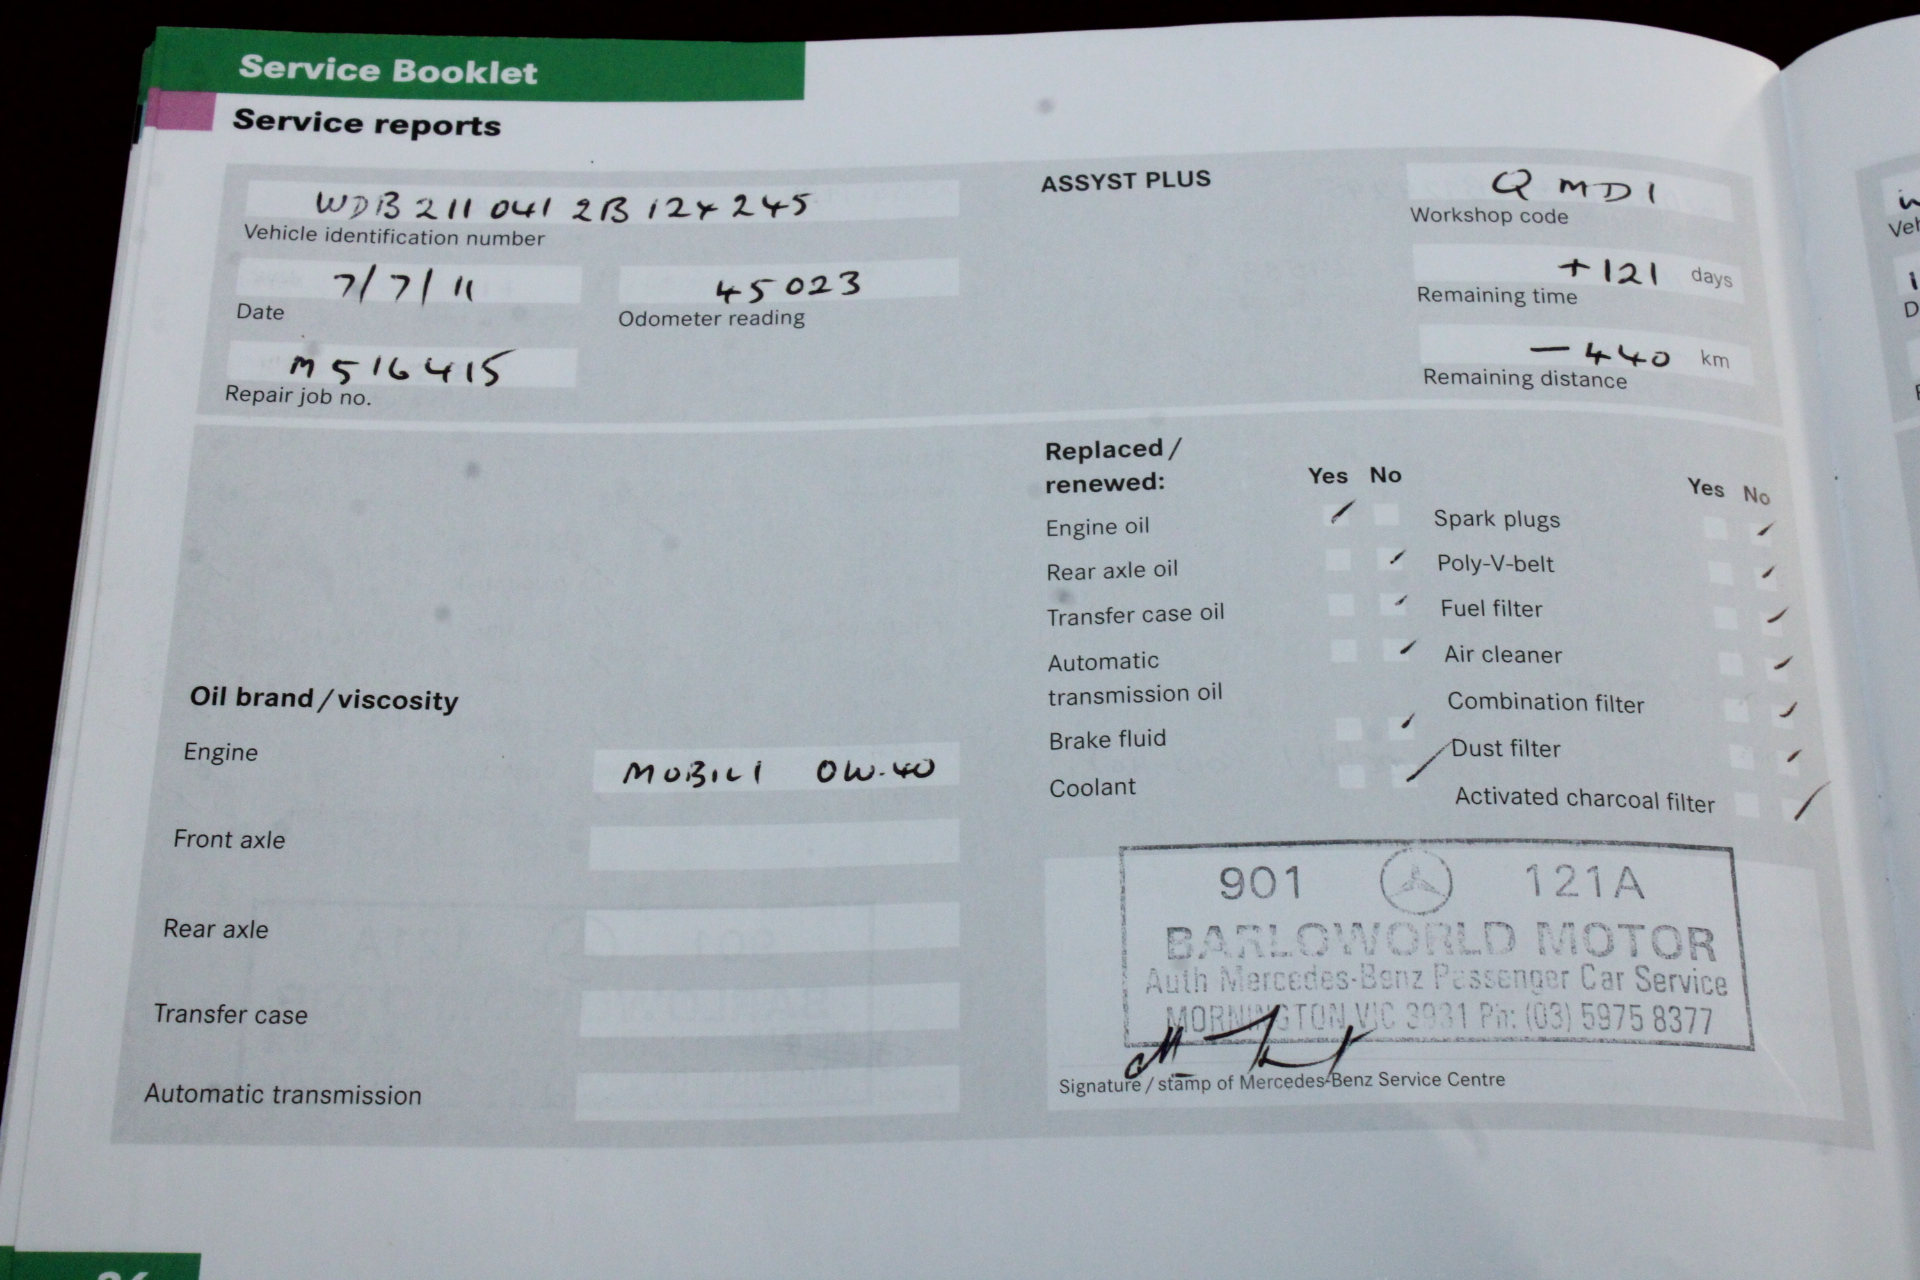 Service Booklet
Service reports
WDB 211 041 2B 124 245
Vehicle identification number
7/7/11
Date
45023
Odometer reading
M516415
Repair job no.
ASSYST PLUS
QMD1
Workshop code
+121 days
Remaining time
-440 km
Remaining distance
Oil brand/viscosity
Engine
MOBIL1 0W-40
Front axle
Rear axle
Transfer case
Automatic transmission
Replaced/
renewed:
Yes No
Engine oil
Rear axle oil
Transfer case oil
Automatic
transmission oil
Brake fluid
Coolant
Yes No
Spark plugs
Poly-V-belt
Fuel filter
Air cleaner
Combination filter
Dust filter
Activated charcoal filter
901 121A
BARLOWORLD MOTOR
Auth Mercedes-Benz Passenger Car Service
MORNINGTON VIC 3931 Ph: (03) 5975 8377
Signature/stamp of Mercedes-Benz Service Centre